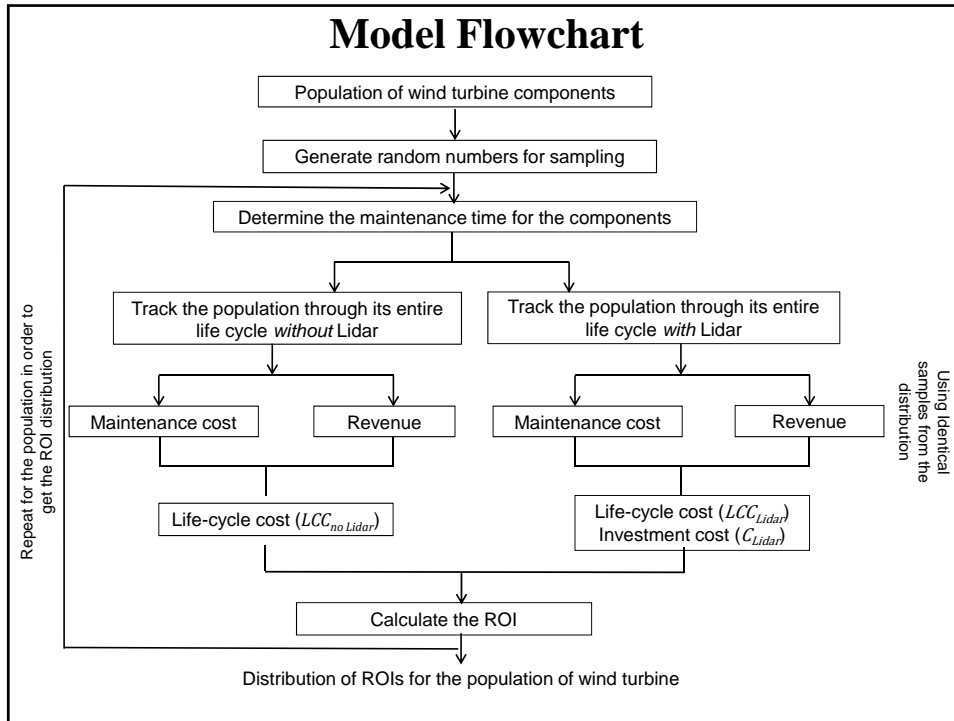 Model Flowchart
Population of wind turbine components
Generate random numbers for sampling
Determine the maintenance time for the components
Track the population through its entire
life cycle without Lidar
Track the population through its entire
life cycle with Lidar
Maintenance cost
Revenue
Maintenance cost
Revenue
Life-cycle cost (LCC_no Lidar)
Life-cycle cost (LCC_Lidar)
Investment cost (C_Lidar)
Calculate the ROI
Distribution of ROIs for the population of wind turbine
Repeat for the population in order to
get the ROI distribution
Using Identical
samples from the
distribution